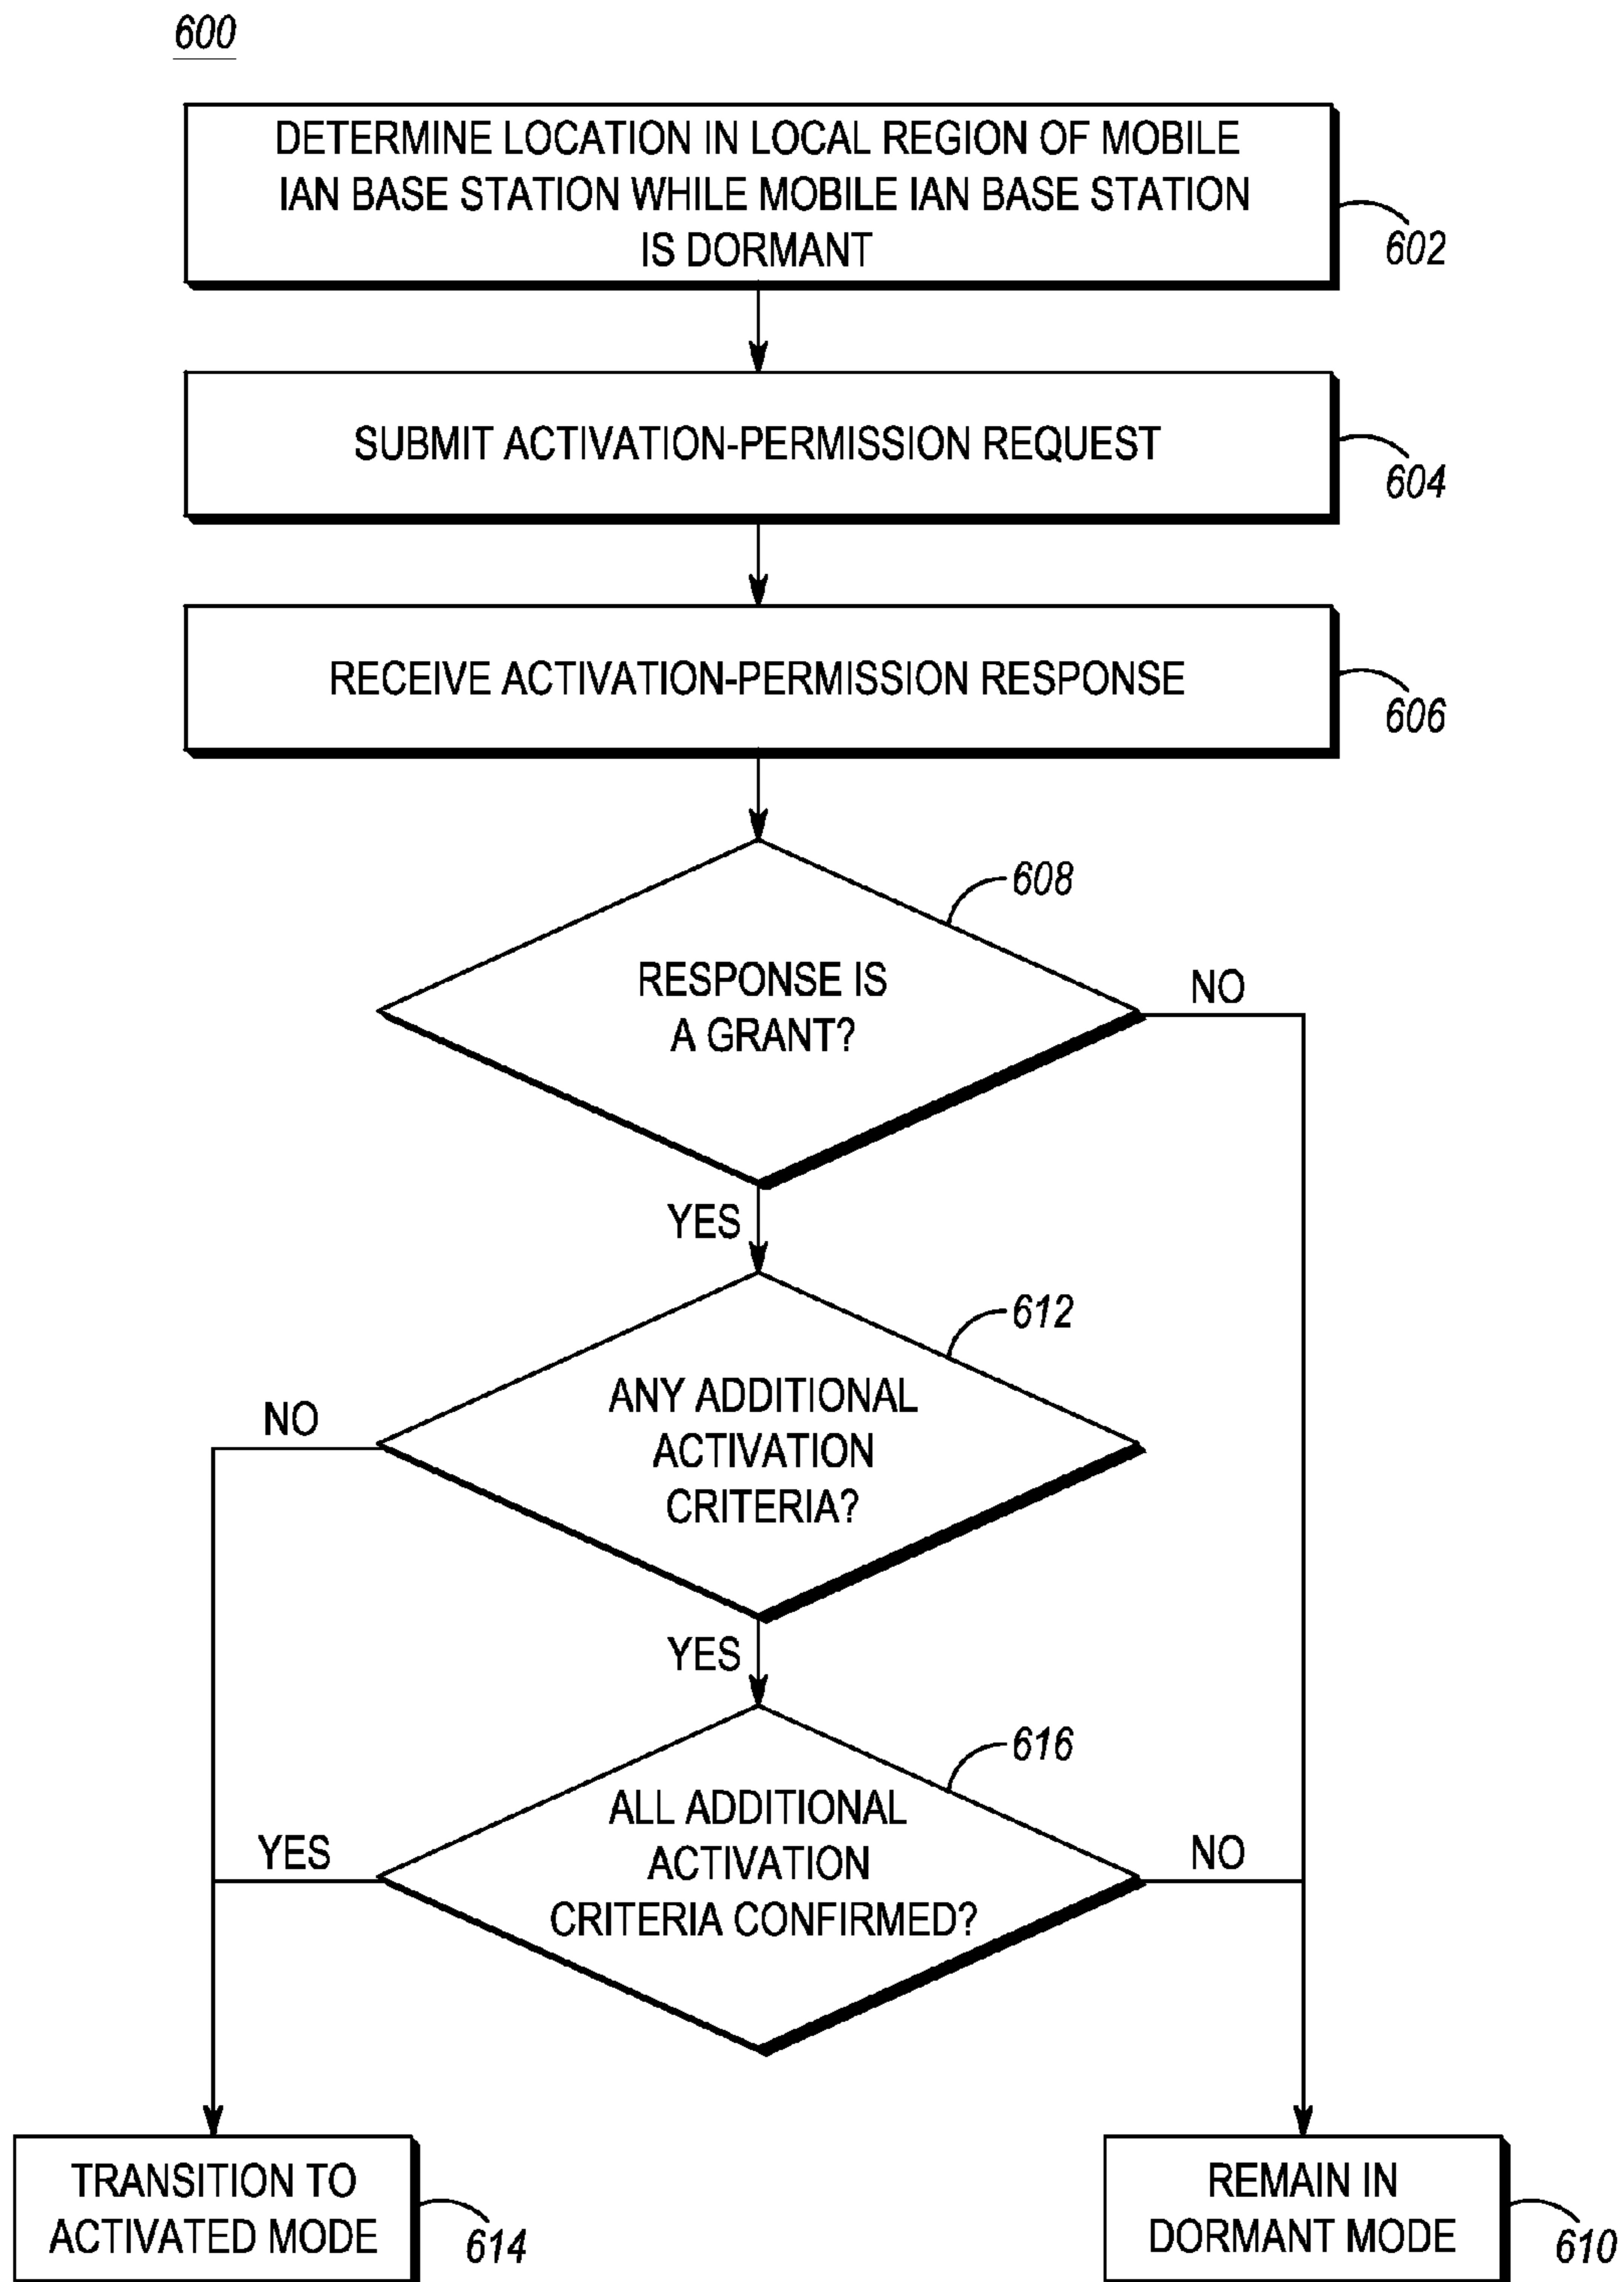 600
DETERMINE LOCATION IN LOCAL REGION OF MOBILE
IAN BASE STATION WHILE MOBILE IAN BASE STATION
IS DORMANT
602
SUBMIT ACTIVATION-PERMISSION REQUEST
604
RECEIVE ACTIVATION-PERMISSION RESPONSE
606
608
RESPONSE IS
A GRANT?
NO
YES
612
ANY ADDITIONAL
ACTIVATION
CRITERIA?
NO
YES
616
ALL ADDITIONAL
ACTIVATION
CRITERIA CONFIRMED?
YES
NO
TRANSITION TO
ACTIVATED MODE
614
REMAIN IN
DORMANT MODE
610